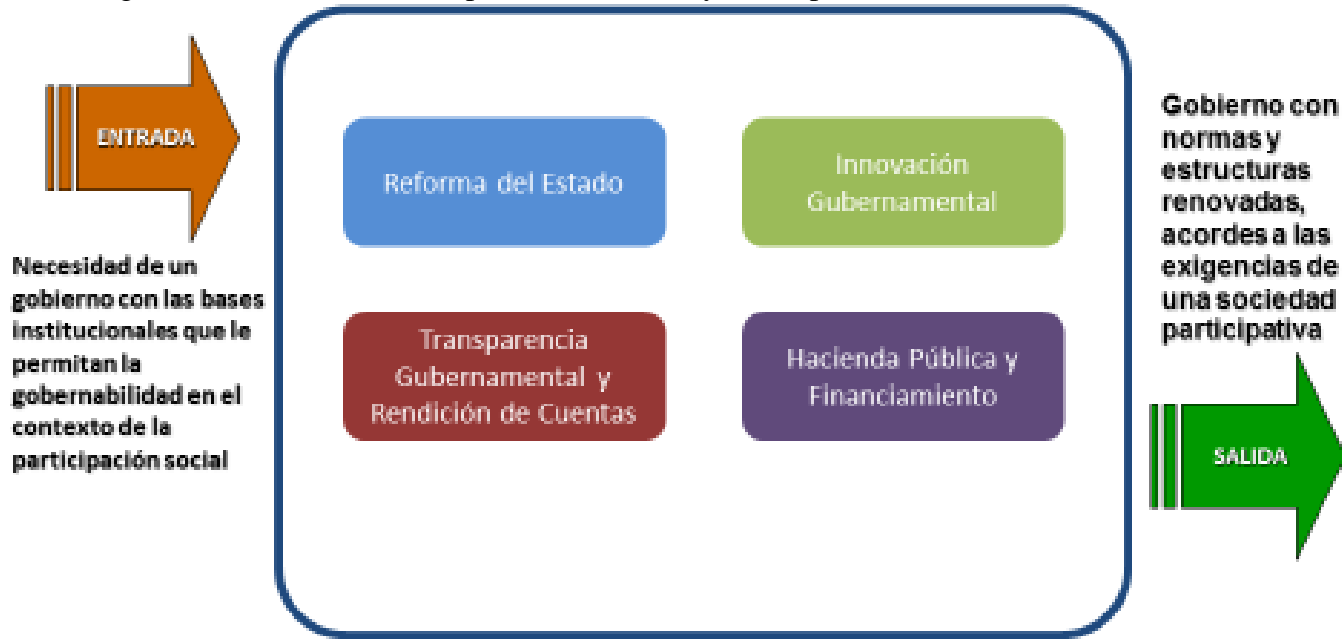 ENTRADA
Necesidad de un
gobierno con las bases
institucionales que le
permitan la
gobernabilidad en el
contexto de la
participación social
Reforma del Estado
Innovación
Gubernamental
Transparencia
Gubernamental y
Rendición de Cuentas
Hacienda Pública y
Financiamiento
Gobierno con
normas y
estructuras
renovadas,
acordes a las
exigencias de
una sociedad
participativa
SALIDA